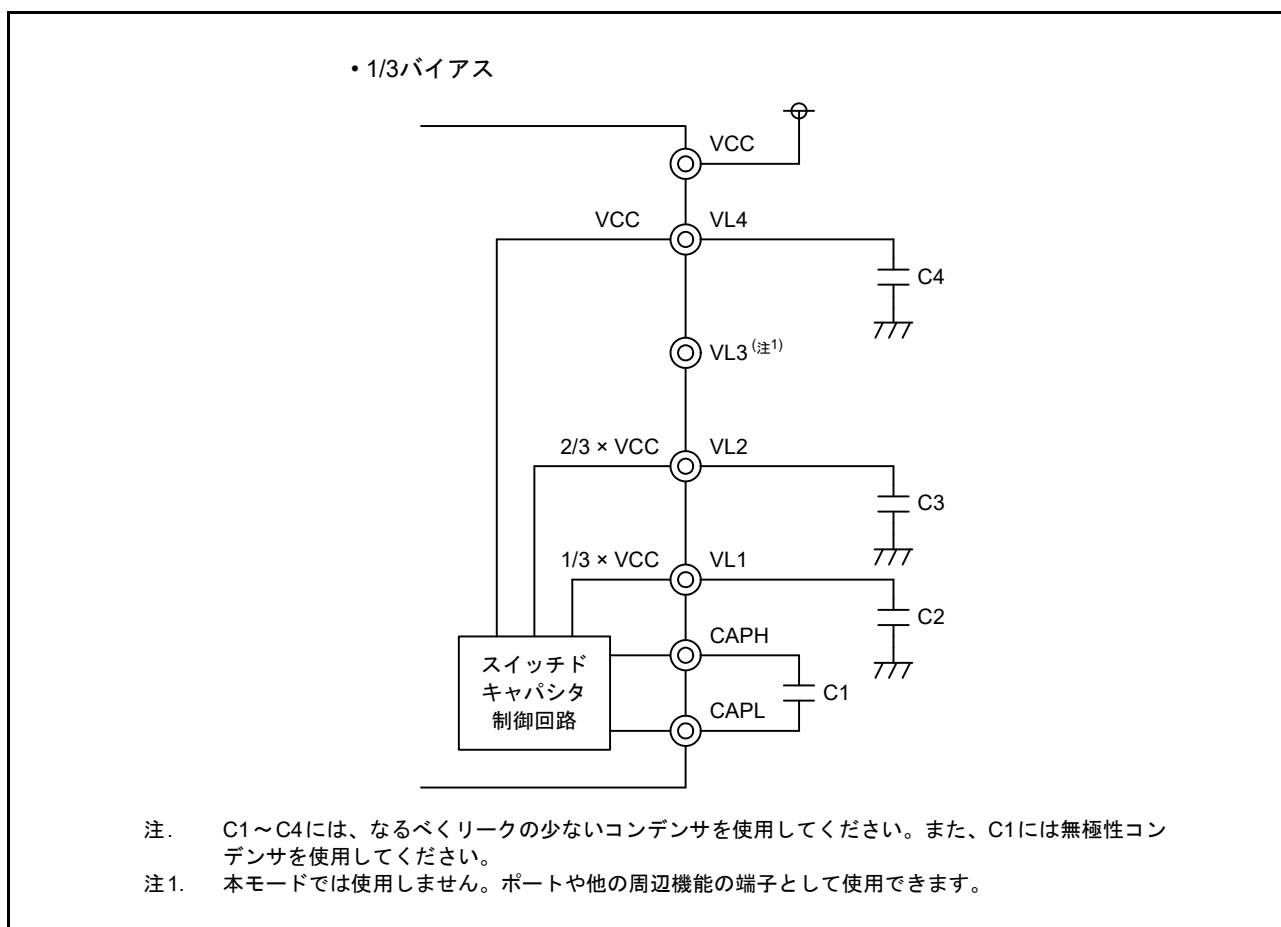 • 1/3バイアス
VCC
VCC
VL4
C4
VL3 (注1)
2/3 × VCC
VL2
C3
1/3 × VCC
VL1
C2
CAPH
スイッチド
キャパシタ
制御回路
C1
CAPL
注. C1～C4には、なるべくリークの少ないコンデンサを使用してください。また、C1には無極性コン
デンサを使用してください。
注1. 本モードでは使用しません。ポートや他の周辺機能の端子として使用できます。